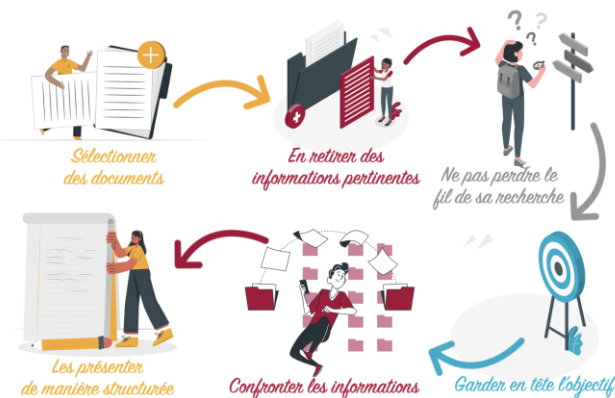 Sélectionner
des documents
En retirer des
informations pertinentes
Ne pas perdre le
fil de sa recherche
Garder en tête l'objectif
Confronter les informations
Les présenter
de manière structurée